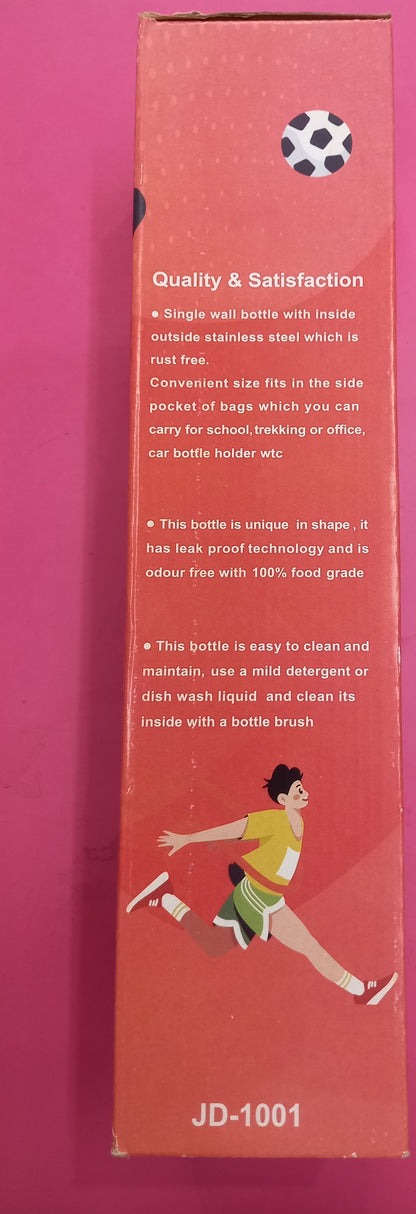 Quality & Satisfaction
● Single wall bottle with inside
outside stainless steel which is
rust free.
Convenient size fits in the side
pocket of bags which you can
carry for school, trekking or office,
car bottle holder wtc
● This bottle is unique in shape , it
has leak proof technology and is
odour free with 100% food grade
● This bottle is easy to clean and
maintain, use a mild detergent or
dish wash liquid and clean its
inside with a bottle brush
JD-1001